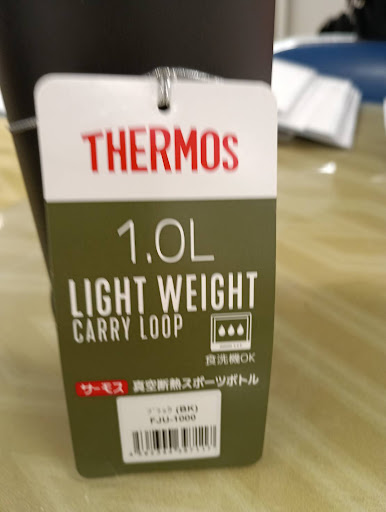 THERMOS
1.0L
LIGHT WEIGHT
CARRY LOOP
食洗機OK
サーモス 真空断熱スポーツボトル
(BK)
FJU-1000